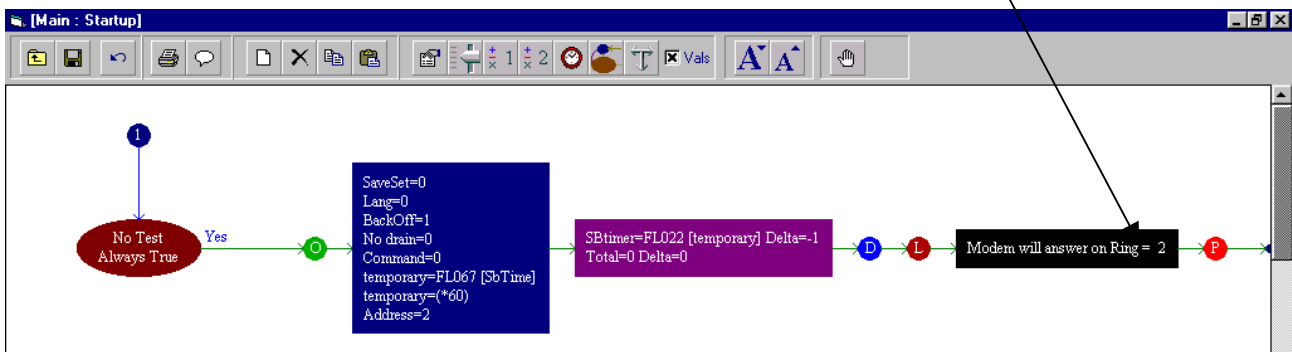 [Main : Startup]
1
2
Vals
A
A
1
No Test
Always True
Yes
O
SaveSet=0
Lang=0
BackOff=1
No drain=0
Command=0
temporary=FL067 [SbTime]
temporary=(*60)
Address=2
SBtimer=FL022 [temporary] Delta=-1
Total=0 Delta=0
D
L
Modem will answer on Ring = 2
P